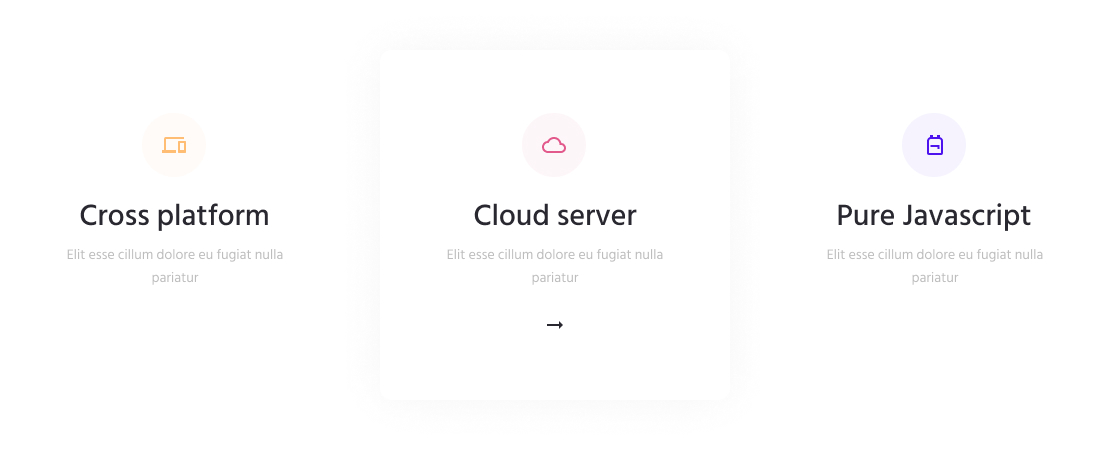 Cross platform
Elit esse cillum dolore eu fugiat nulla
pariatur
Cloud server
Elit esse cillum dolore eu fugiat nulla
pariatur
Pure Javascript
Elit esse cillum dolore eu fugiat nulla
pariatur